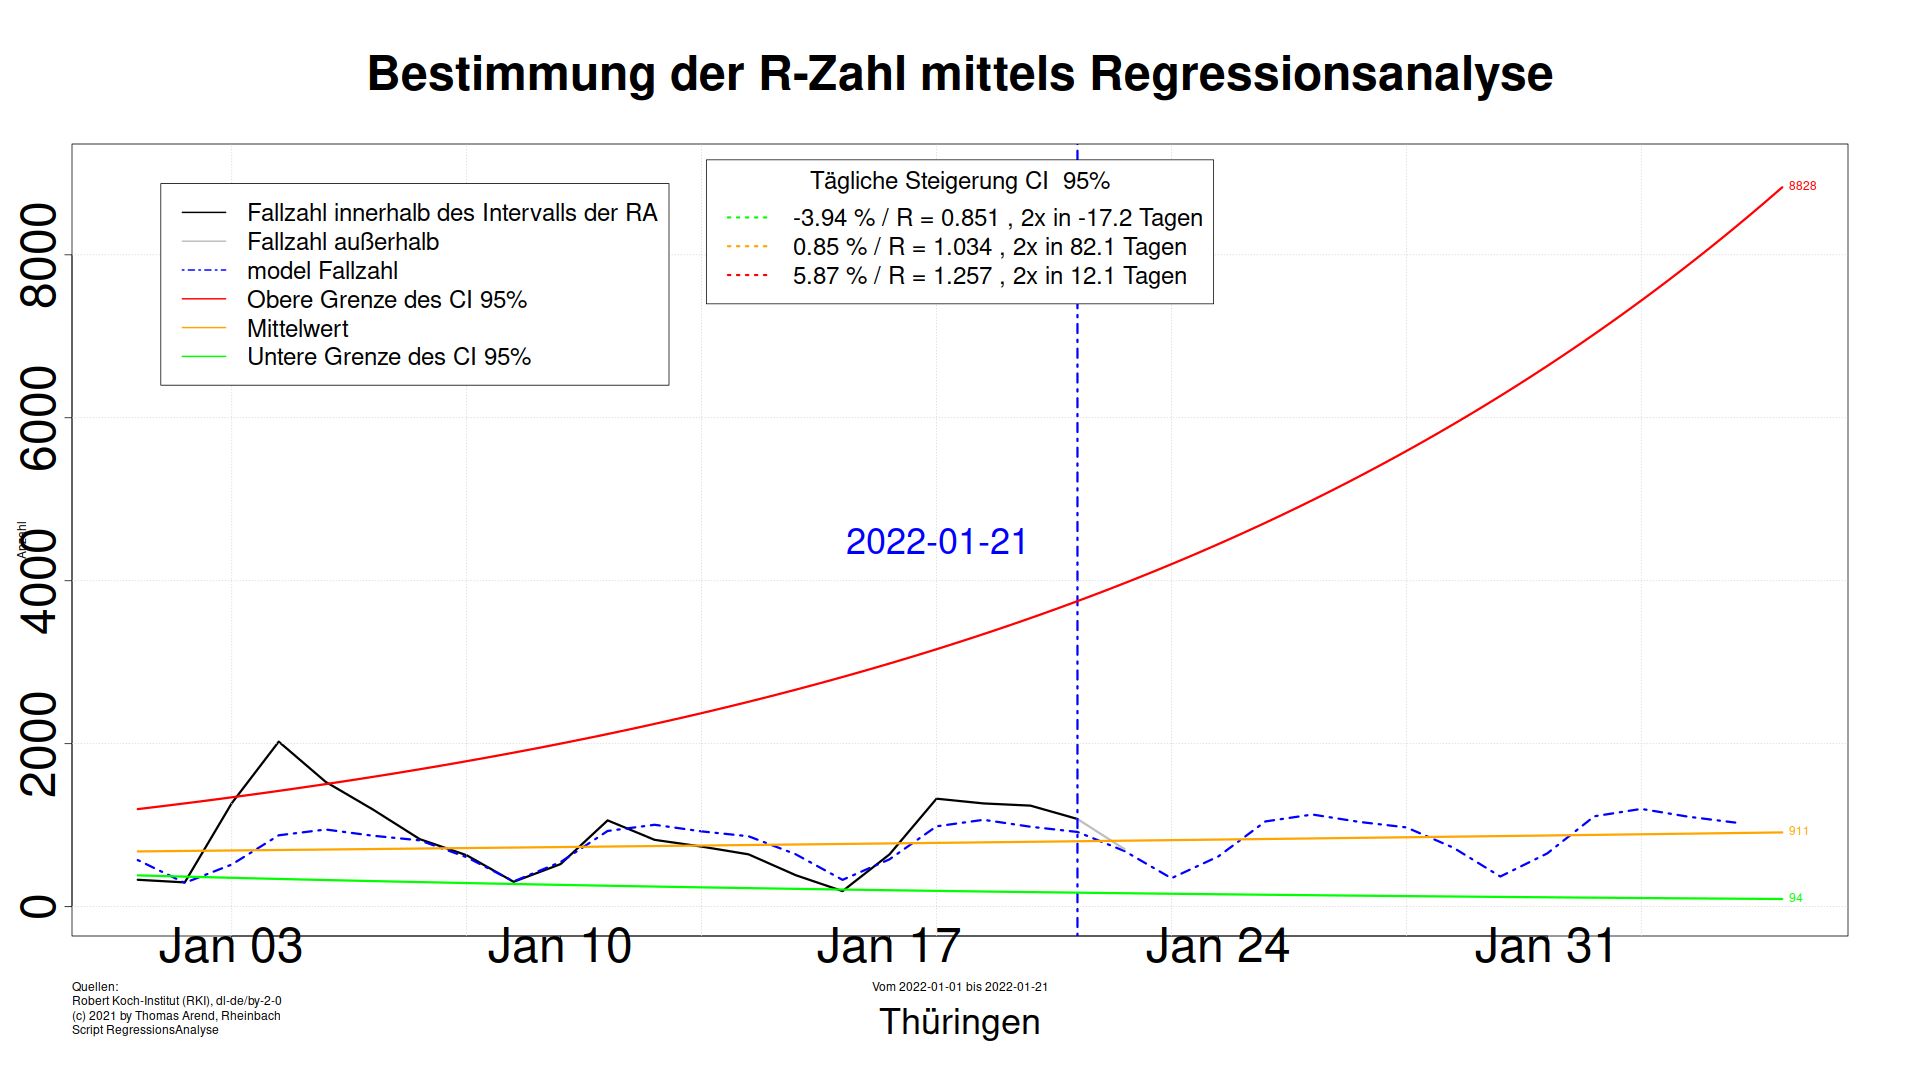 Bestimmung der R-Zahl mittels Regressionsanalyse
Fallzahl innerhalb des Intervalls der RA
Fallzahl außerhalb
model Fallzahl
Obere Grenze des CI 95%
Mittelwert
Untere Grenze des CI 95%
Tägliche Steigerung CI 95%
-3.94 % / R = 0.851 , 2x in -17.2 Tagen
0.85 % / R = 1.034 , 2x in 82.1 Tagen
5.87 % / R = 1.257 , 2x in 12.1 Tagen
8828
8000
6000
4000
2000
0
Anzahl
2022-01-21
911
94
Jan 03 Jan 10 Jan 17 Jan 24 Jan 31
Vom 2022-01-01 bis 2022-01-21
Thüringen
Quellen:
Robert Koch-Institut (RKI), dl-de/by-2-0
(c) 2021 by Thomas Arend, Rheinbach
Script RegressionsAnalyse